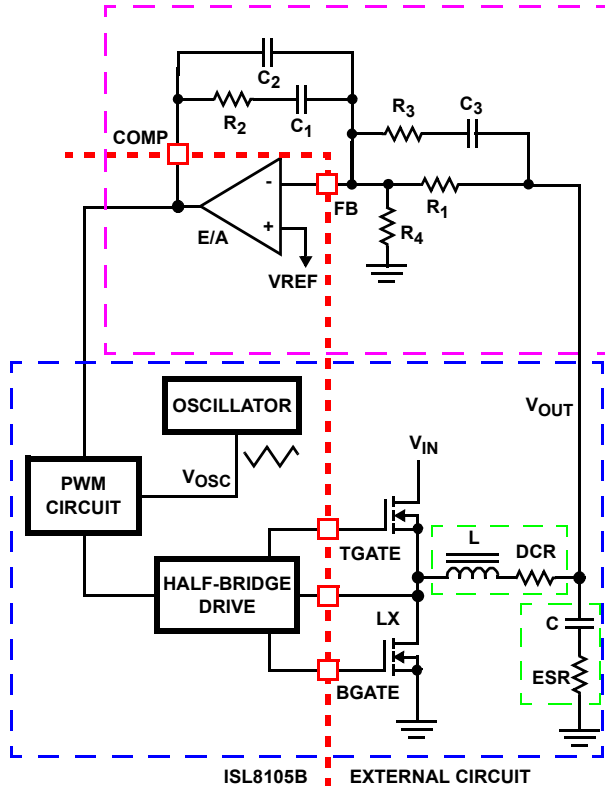 C2
R2
C1
COMP
R3
C3
-
FB
R1
+
E/A
R4
VREF
OSCILLATOR
VOUT
PWM
CIRCUIT
VOSC
VIN
TGATE
L
DCR
HALF-BRIDGE
DRIVE
LX
C
BGATE
ESR
ISL8105B
EXTERNAL CIRCUIT